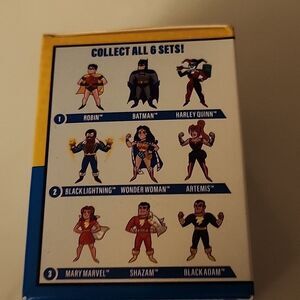 COLLECT ALL 6 SETS!
1 ROBIN™ BATMAN™ HARLEY QUINN™
2 BLACK LIGHTNING™ WONDER WOMAN™ ARTEMIS™
3 MARY MARVEL™ SHAZAM™ BLACK ADAM™